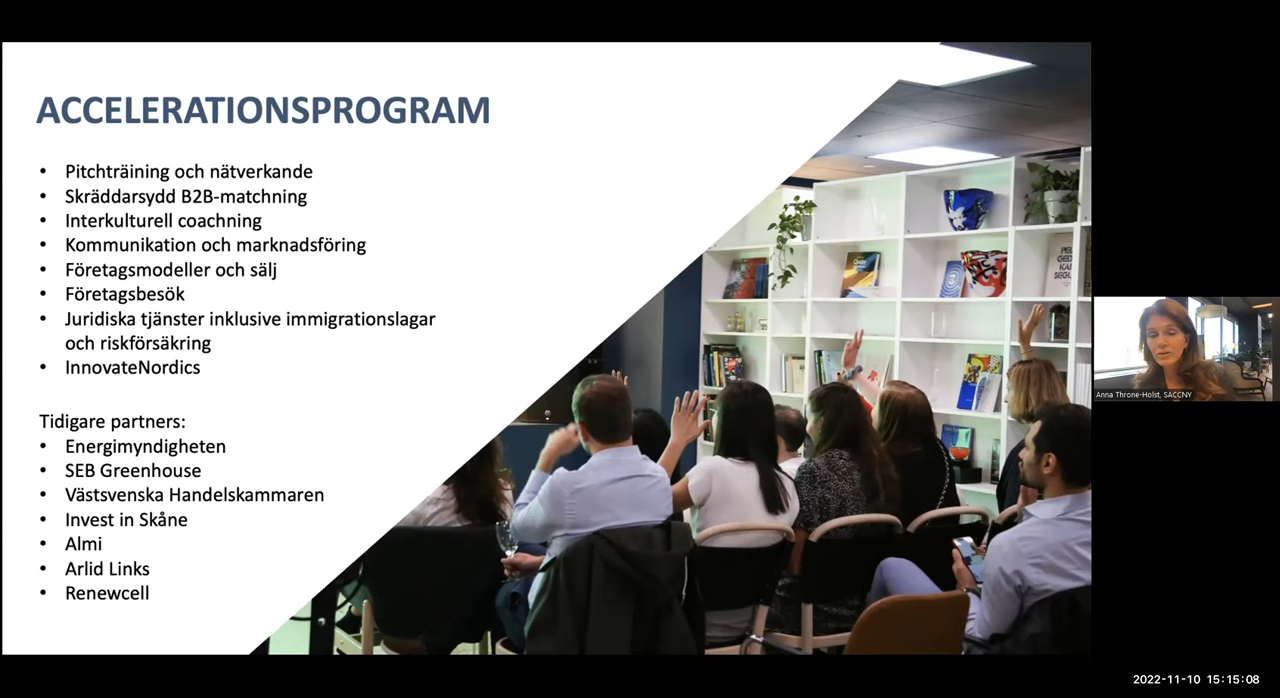 ACCELERATIONSPROGRAM
• Pitchträining och nätverkande
• Skräddarsydd B2B-matchning
• Interkulturell coachning
• Kommunikation och marknadsföring
• Företagsmodeller och sälj
• Företagsbesök
• Juridiska tjänster inklusive immigrationslagar
och riskförsäkring
• InnovateNordics
Tidigare partners:
• Energimyndigheten
• SEB Greenhouse
• Västsvenska Handelskammaren
• Invest in Skåne
• Almi
• Arlid Links
• Renewcell
Anna Throne-Holst, SACCNY
2022-11-10 15:15:08